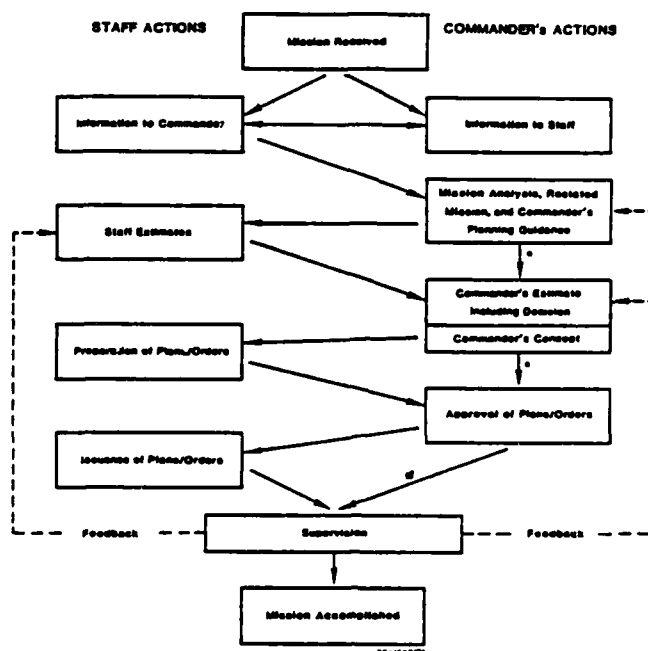 STAFF ACTIONS
COMMANDER's ACTIONS
Mission Received
Information to Commander
Information to Staff
Mission Analysis, Restated
Mission, and Commander's
Planning Guidance
Staff Estimates
Commander's Estimate
Including Decision
Commander's Concept
Preparation of Plans/Orders
Approval of Plans/Orders
Issuance of Plans/Orders
Feedback
Supervision
Feedback
Mission Accomplished